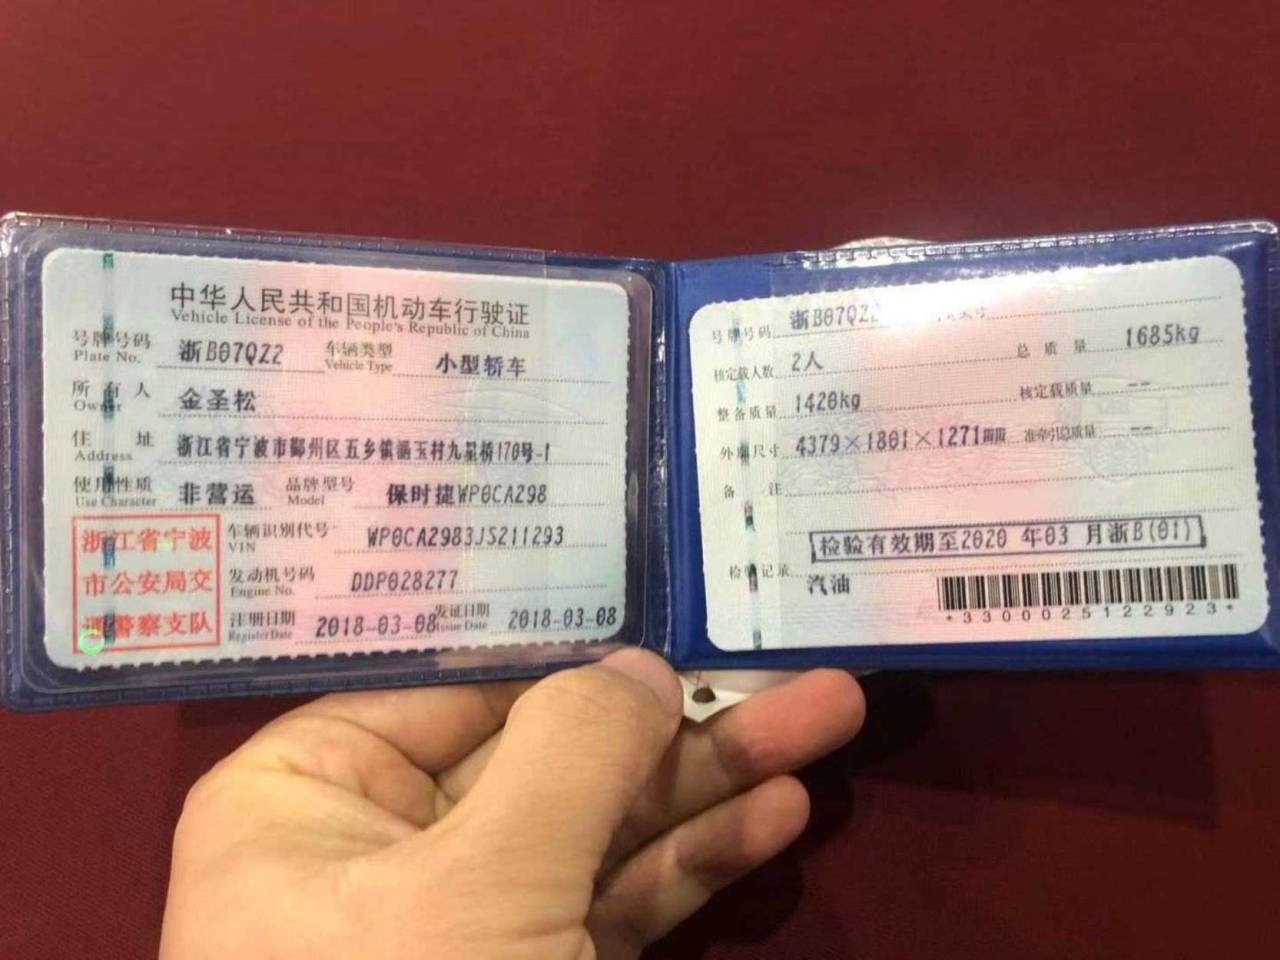 中华人民共和国机动车行驶证
Vehicle License of the People's Republic of China
号牌号码 浙B07QZ2 车辆类型 小型轿车
Plate No. Vehicle Type
所有人 金圣松
Owner
住址 浙江省宁波市鄞州区五乡镇涵玉村九星桥170号-1
Address
使用性质 非营运 品牌型号 保时捷WP0CA298
Use Character Model
浙江省宁波
市公安局交
通警察支队
车辆识别代号 WP0CA2983JS211293
VIN
发动机号码 DDP028277
Engine No.
注册日期 2018-03-08 发证日期 2018-03-08
Register Date Issue Date
号牌号码 浙B07QZ2
核定载人数 2人 总质量 1685kg
整备质量 1420kg 核定载质量 --
外廓尺寸 4379×1801×1271mm 准牵引总质量 --
备注
检验有效期至2020年03月浙B(01)
检验记录 汽油
*3300025122923*